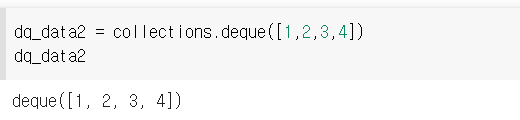 dq_data2 = collections.deque([1,2,3,4])
dq_data2
deque([1, 2, 3, 4])